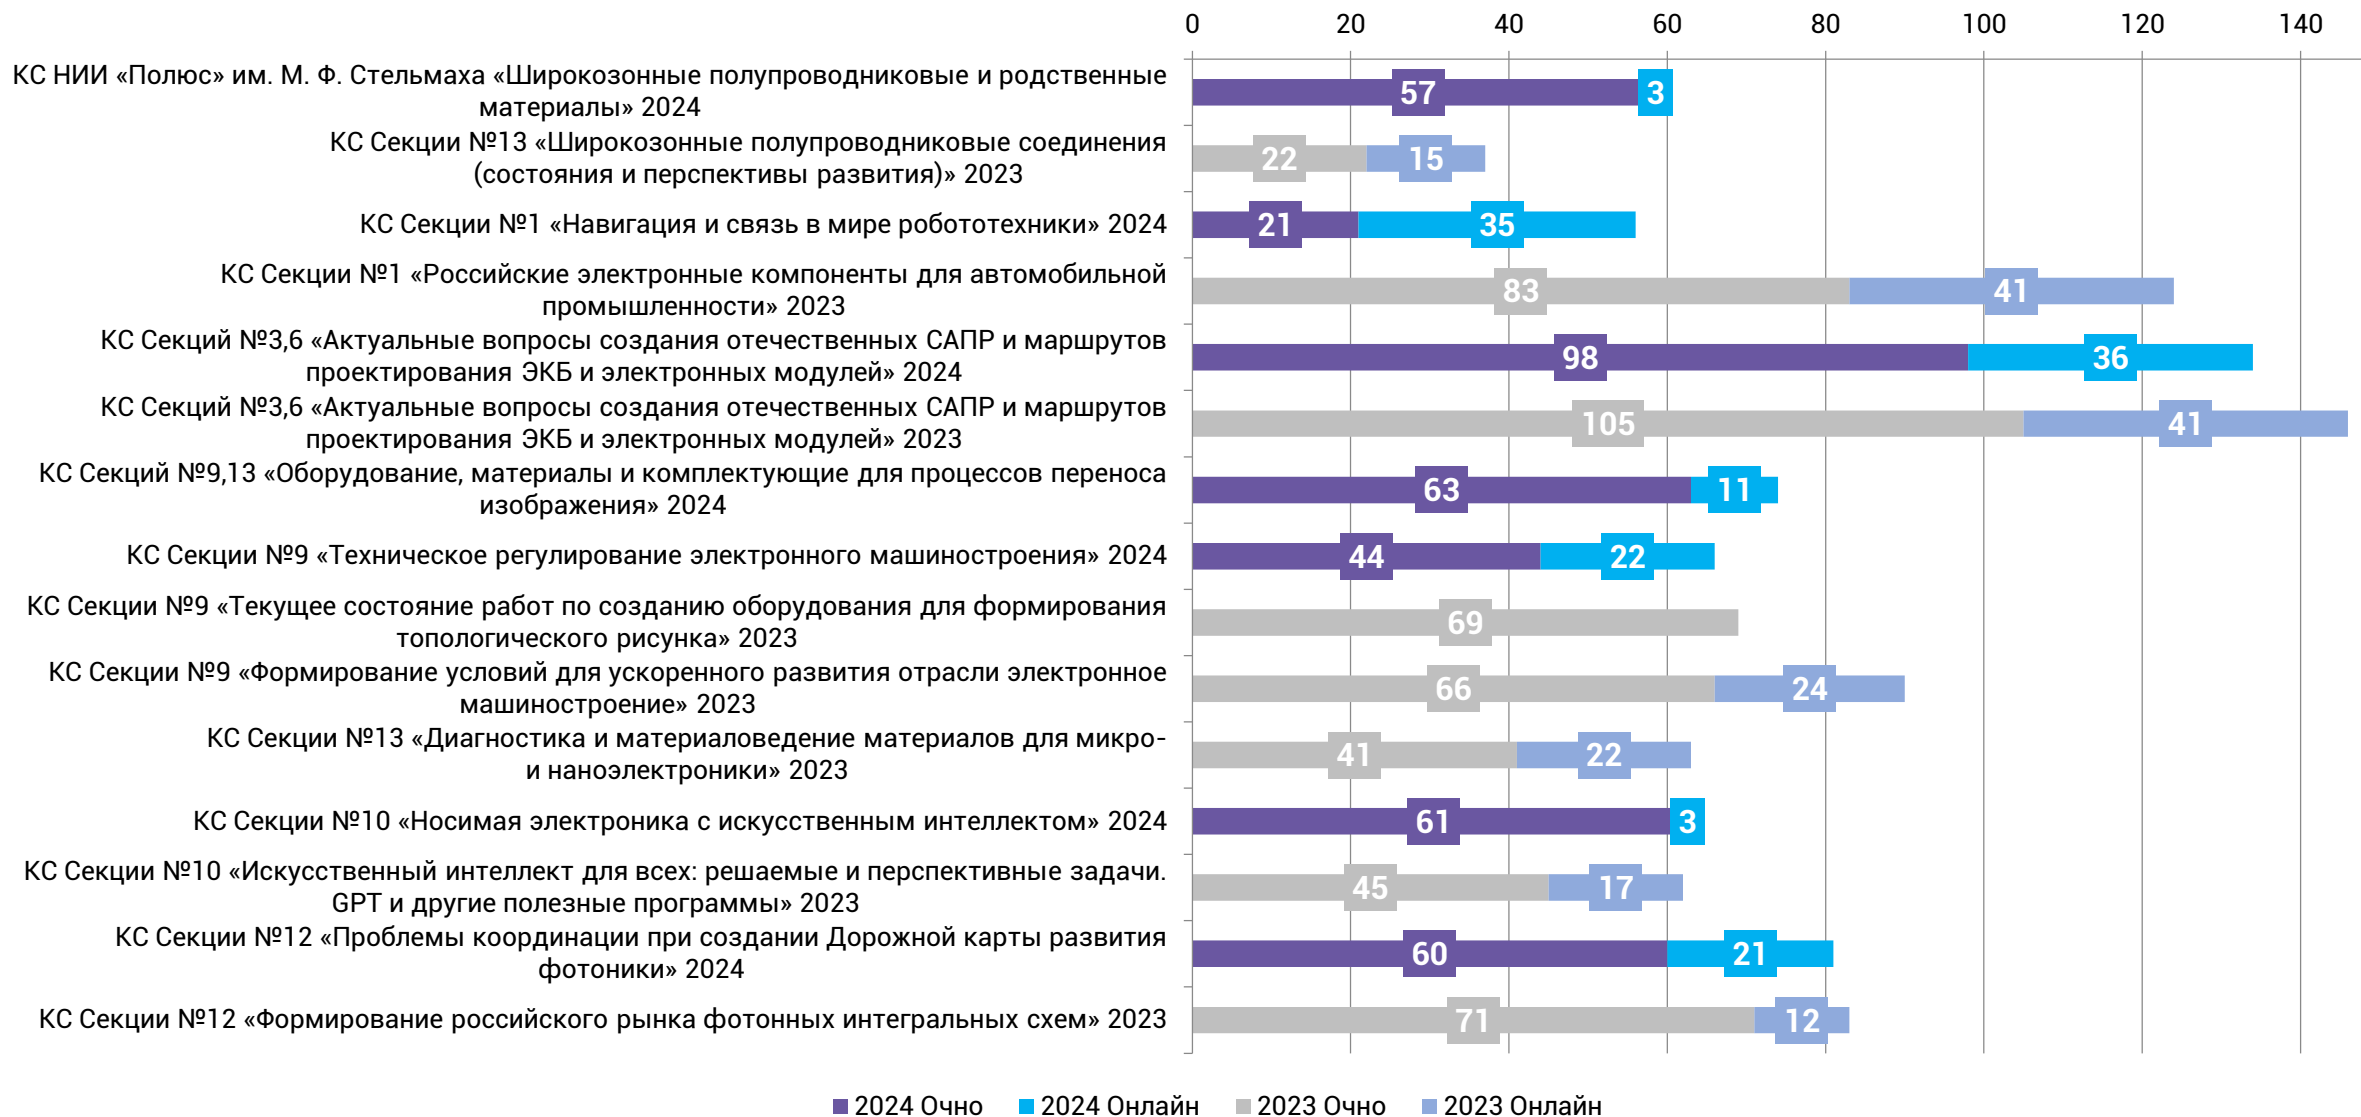 0 20 40 60 80 100 120 140
КС НИИ «Полюс» им. М. Ф. Стельмаха «Широкозонные полупроводниковые и родственные
материалы» 2024
57 3
КС Секции №13 «Широкозонные полупроводниковые соединения
(состояния и перспективы развития)» 2023
22 15
КС Секции №1 «Навигация и связь в мире робототехники» 2024
21 35
КС Секции №1 «Российские электронные компоненты для автомобильной
промышленности» 2023
83 41
КС Секций №3,6 «Актуальные вопросы создания отечественных САПР и маршрутов
проектирования ЭКБ и электронных модулей» 2024
98 36
КС Секций №3,6 «Актуальные вопросы создания отечественных САПР и маршрутов
проектирования ЭКБ и электронных модулей» 2023
105 41
КС Секций №9,13 «Оборудование, материалы и комплектующие для процессов переноса
изображения» 2024
63 11
КС Секции №9 «Техническое регулирование электронного машиностроения» 2024
44 22
КС Секции №9 «Текущее состояние работ по созданию оборудования для формирования
топологического рисунка» 2023
69
КС Секции №9 «Формирование условий для ускоренного развития отрасли электронное
машиностроение» 2023
66 24
КС Секции №13 «Диагностика и материаловедение материалов для микро-
и наноэлектроники» 2023
41 22
КС Секции №10 «Носимая электроника с искусственным интеллектом» 2024
61 3
КС Секции №10 «Искусственный интеллект для всех: решаемые и перспективные задачи.
GPT и другие полезные программы» 2023
45 17
КС Секции №12 «Проблемы координации при создании Дорожной карты развития
фотоники» 2024
60 21
КС Секции №12 «Формирование российского рынка фотонных интегральных схем» 2023
71 12
2024 Очно 2024 Онлайн 2023 Очно 2023 Онлайн